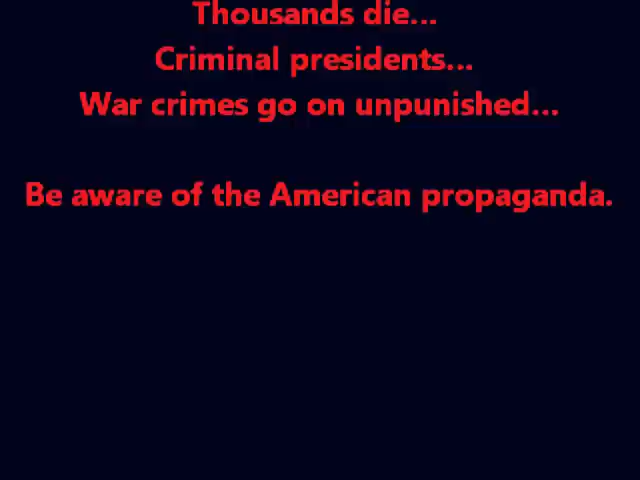 Thousands die...
Criminal presidents...
War crimes go on unpunished...
Be aware of the American propaganda.